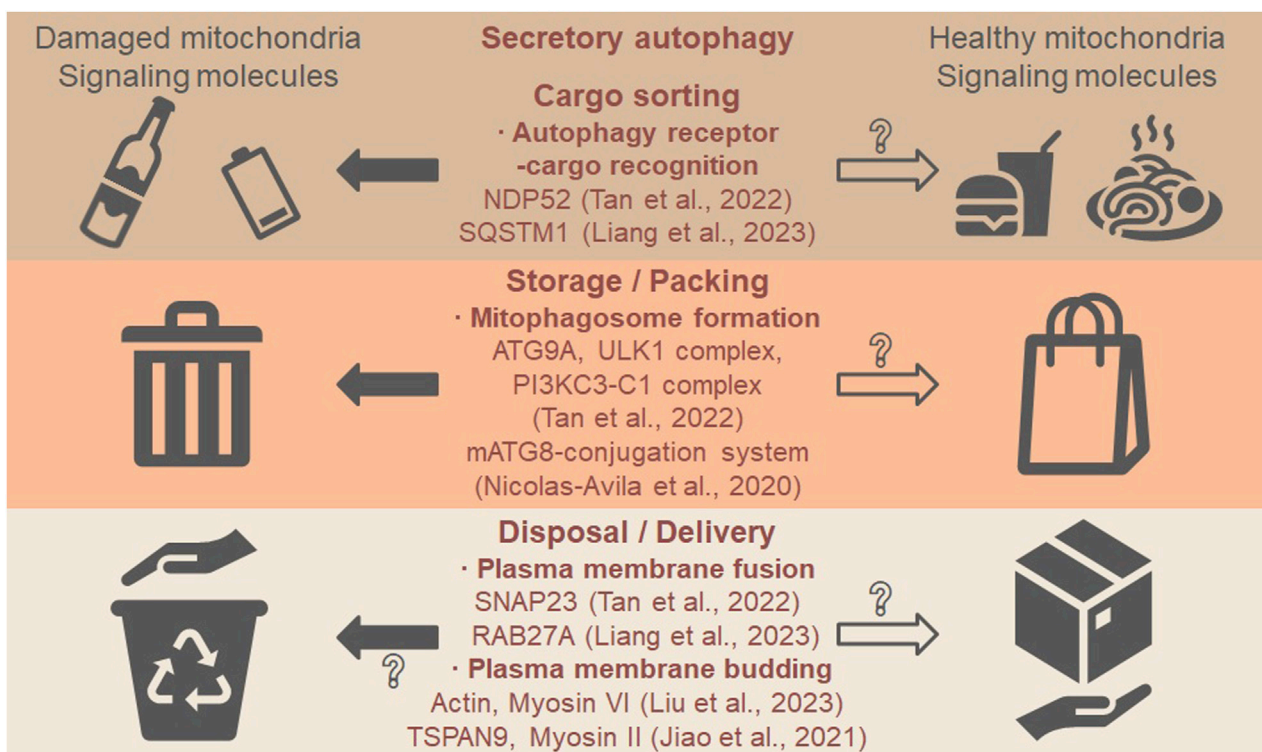 Damaged mitochondria
Signaling molecules
Secretory autophagy
Healthy mitochondria
Signaling molecules
Cargo sorting
· Autophagy receptor
-cargo recognition
NDP52 (Tan et al., 2022)
SQSTM1 (Liang et al., 2023)
?
Storage / Packing
· Mitophagosome formation
ATG9A, ULK1 complex,
PI3KC3-C1 complex
(Tan et al., 2022)
mATG8-conjugation system
(Nicolas-Avila et al., 2020)
?
Disposal / Delivery
· Plasma membrane fusion
SNAP23 (Tan et al., 2022)
RAB27A (Liang et al., 2023)
?
?
· Plasma membrane budding
Actin, Myosin VI (Liu et al., 2023)
TSPAN9, Myosin II (Jiao et al., 2021)